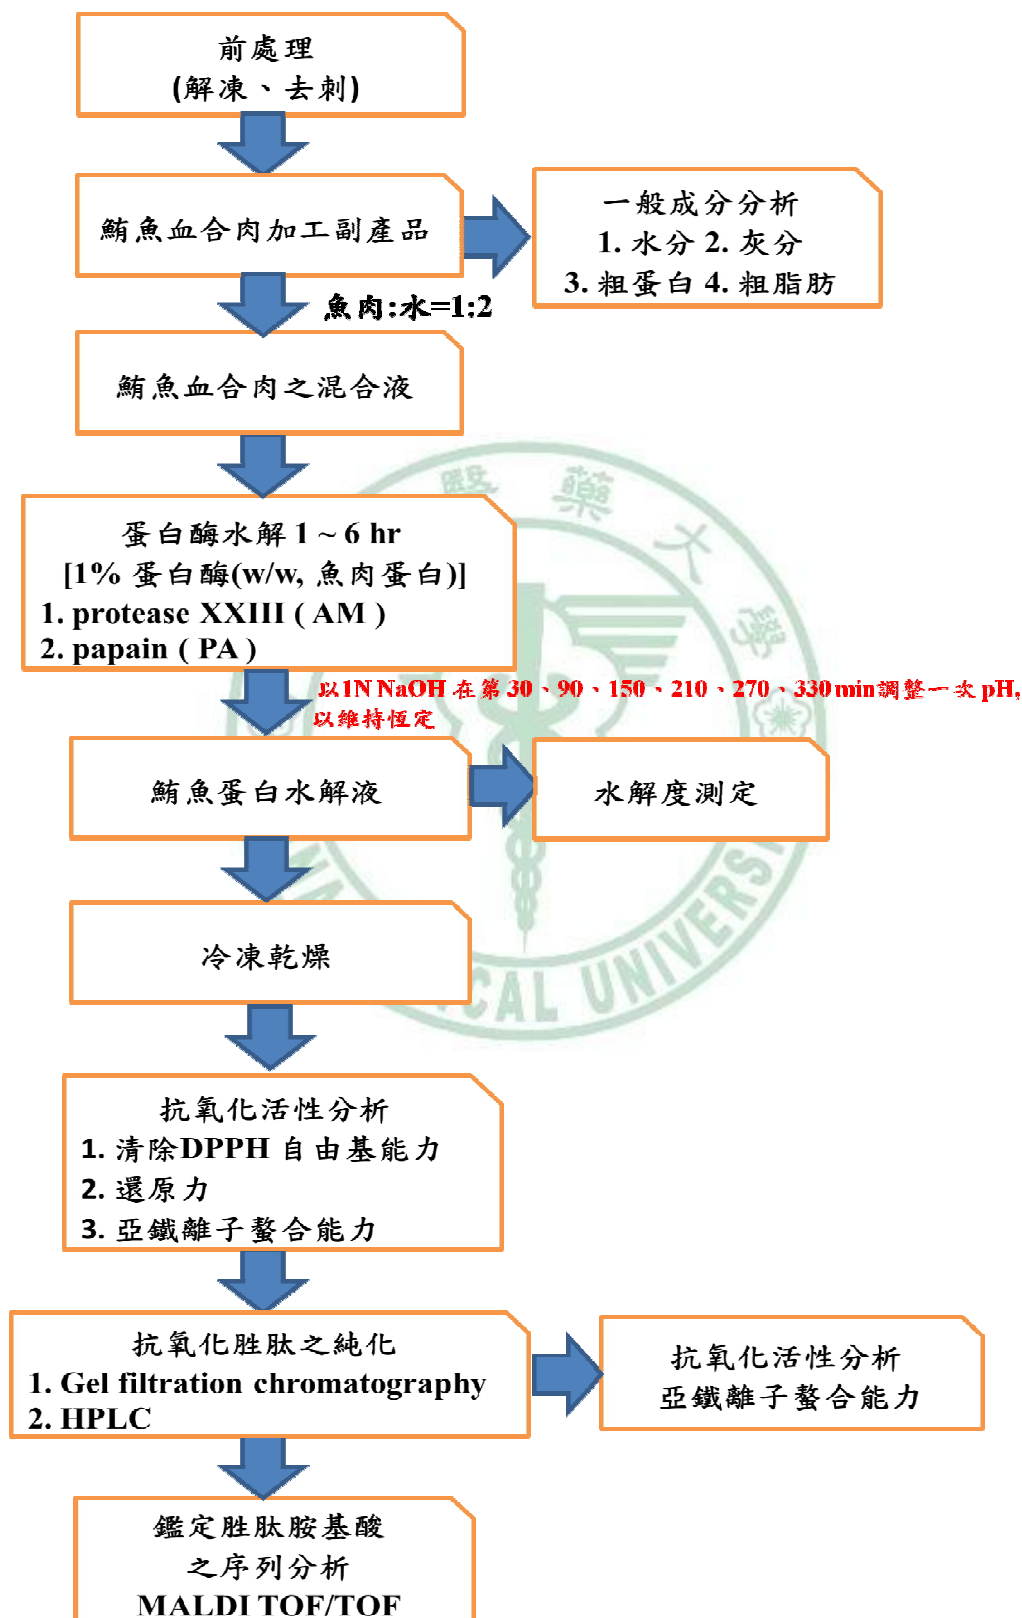 前處理
(解凍、去刺)
鮪魚血合肉加工副產品
一般成分分析
1. 水分 2. 灰分
3. 粗蛋白 4. 粗脂肪
魚肉:水=1:2
鮪魚血合肉之混合液
蛋白酶水解 1 ~ 6 hr
[1% 蛋白酶(w/w, 魚肉蛋白)]
1. protease XXIII ( AM )
2. papain ( PA )
以1N NaOH 在第 30、90、150、210、270、330 min調整一次 pH,
以維持恆定
鮪魚蛋白水解液
水解度測定
冷凍乾燥
抗氧化活性分析
1. 清除DPPH 自由基能力
2. 還原力
3. 亞鐵離子螯合能力
抗氧化胜肽之純化
1. Gel filtration chromatography
2. HPLC
抗氧化活性分析
亞鐵離子螯合能力
鑑定胜肽胺基酸
之序列分析
MALDI TOF/TOF
醫藥大學
ICAL UNIVERS